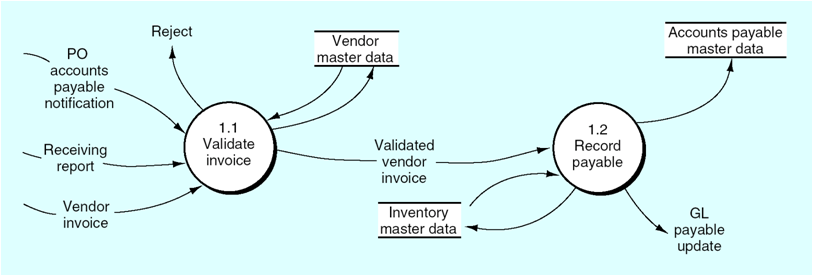 Reject
PO
accounts
payable
notification
Vendor
master data
Accounts payable
master data
1.1
Validate
invoice
1.2
Record
payable
Receiving
report
Validated
vendor
invoice
Vendor
invoice
Inventory
master data
GL
payable
update